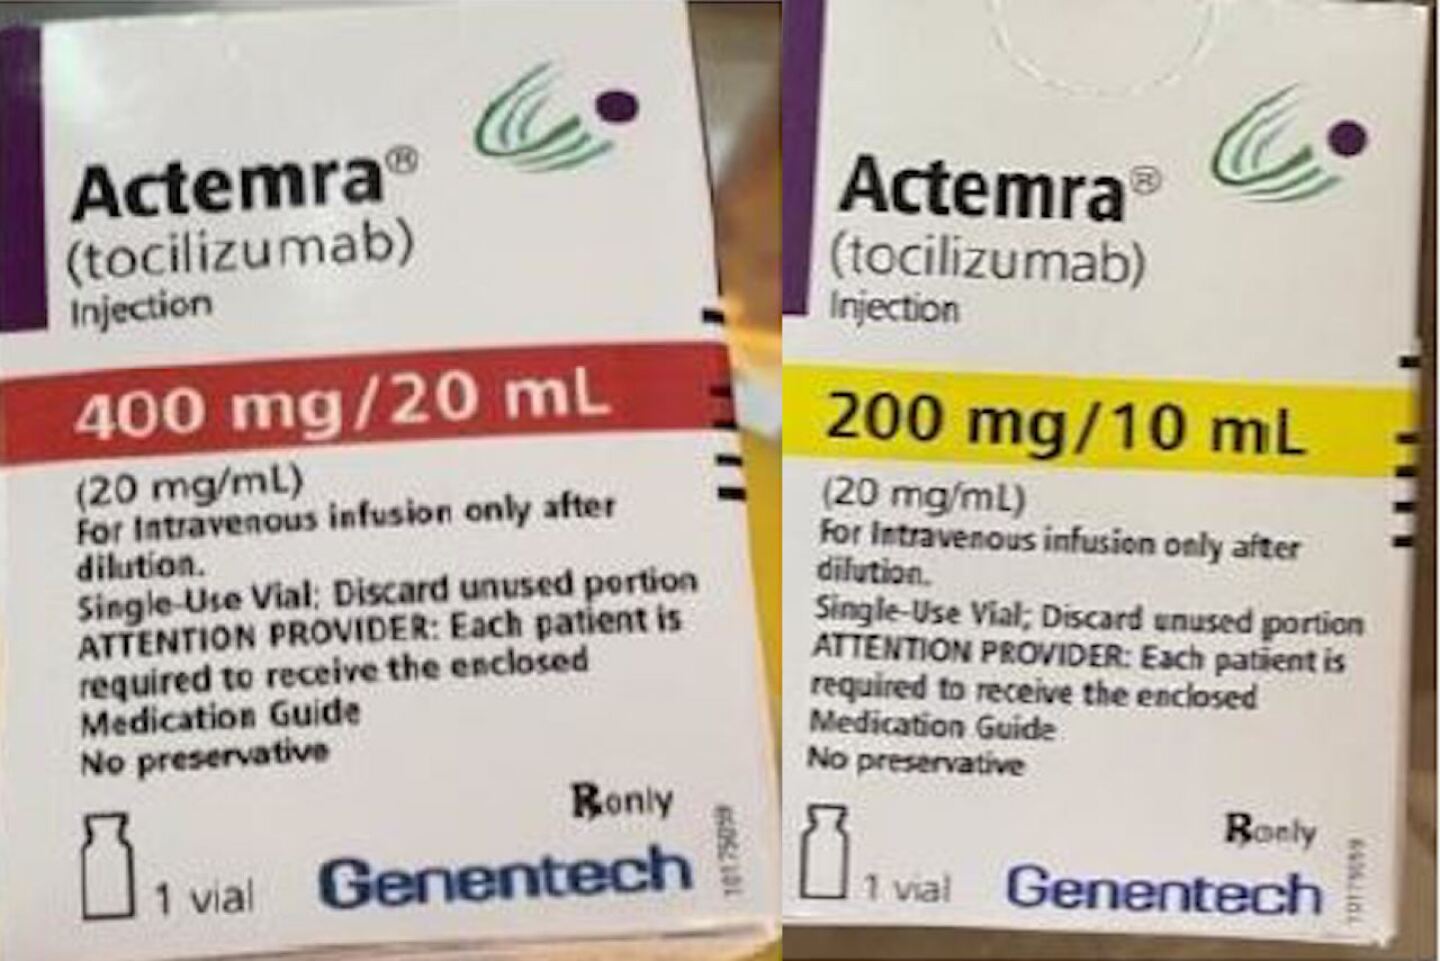 Actemra®
(tocilizumab)
Injection
400 mg/20 mL
(20 mg/mL)
For Intravenous infusion only after
dilution.
Single-Use Vial; Discard unused portion
ATTENTION PROVIDER: Each patient is
required to receive the enclosed
Medication Guide
No preservative
℞ only
1 vial
Genentech
10175059
Actemra®
(tocilizumab)
Injection
200 mg/10 mL
(20 mg/mL)
For Intravenous infusion only after
dilution.
Single-Use Vial; Discard unused portion
ATTENTION PROVIDER: Each patient is
required to receive the enclosed
Medication Guide
No preservative
℞ only
1 vial
Genentech